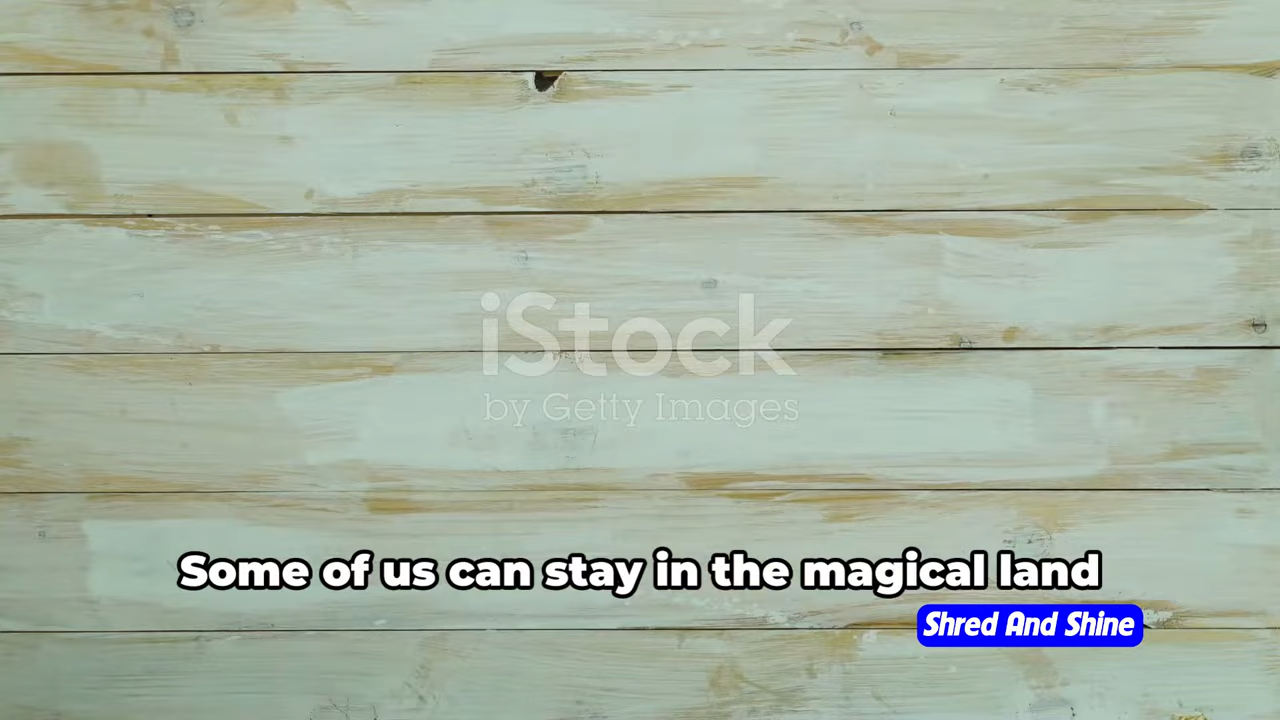 iStock
by Getty Images
Some of us can stay in the magical land
Shred And Shine